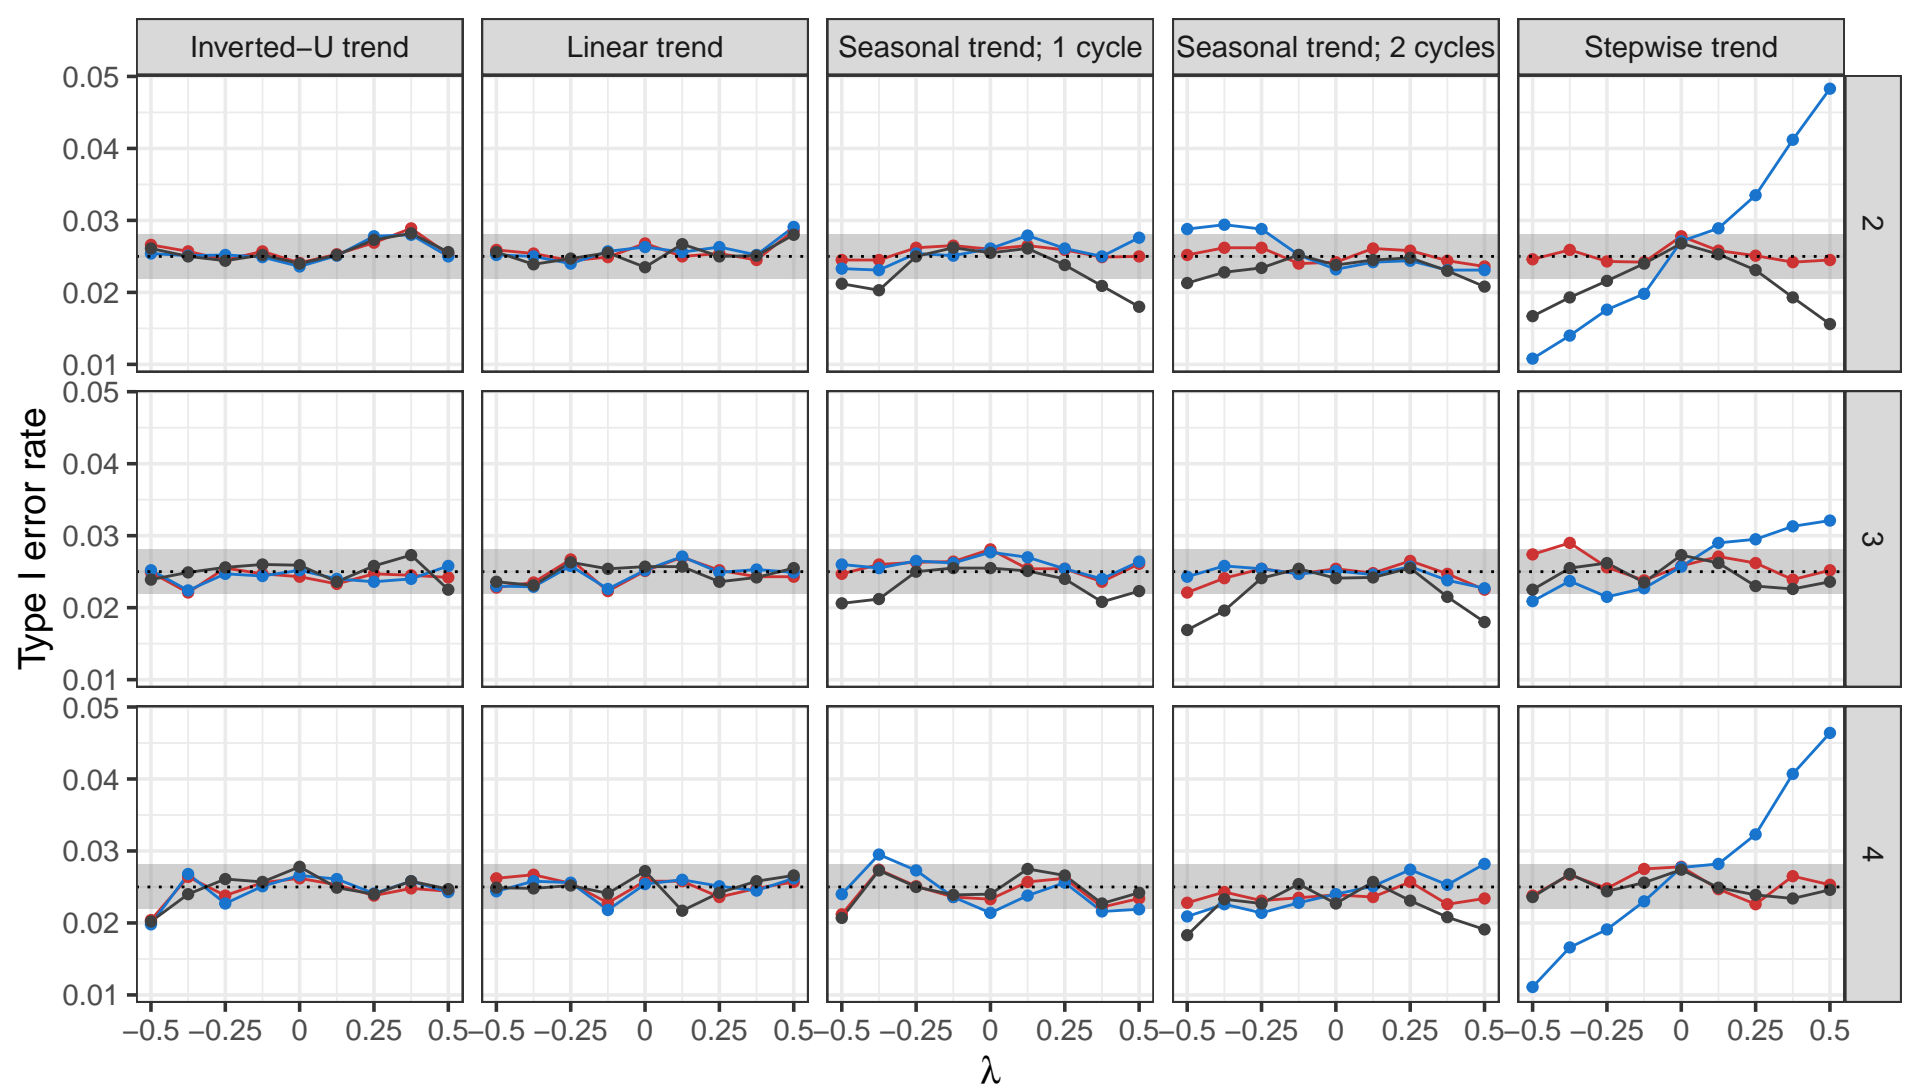 Inverted−U trend
Linear trend
Seasonal trend; 1 cycle
Seasonal trend; 2 cycles
Stepwise trend
0.05
0.04
0.03
0.02
0.01
2
0.05
0.04
0.03
0.02
0.01
3
0.05
0.04
0.03
0.02
0.01
4
Type I error rate
−0.5 −0.25 0 0.25 0.5
−0.5 −0.25 0 0.25 0.5
−0.5 −0.25 0 0.25 0.5
−0.5 −0.25 0 0.25 0.5
−0.5 −0.25 0 0.25 0.5
λ